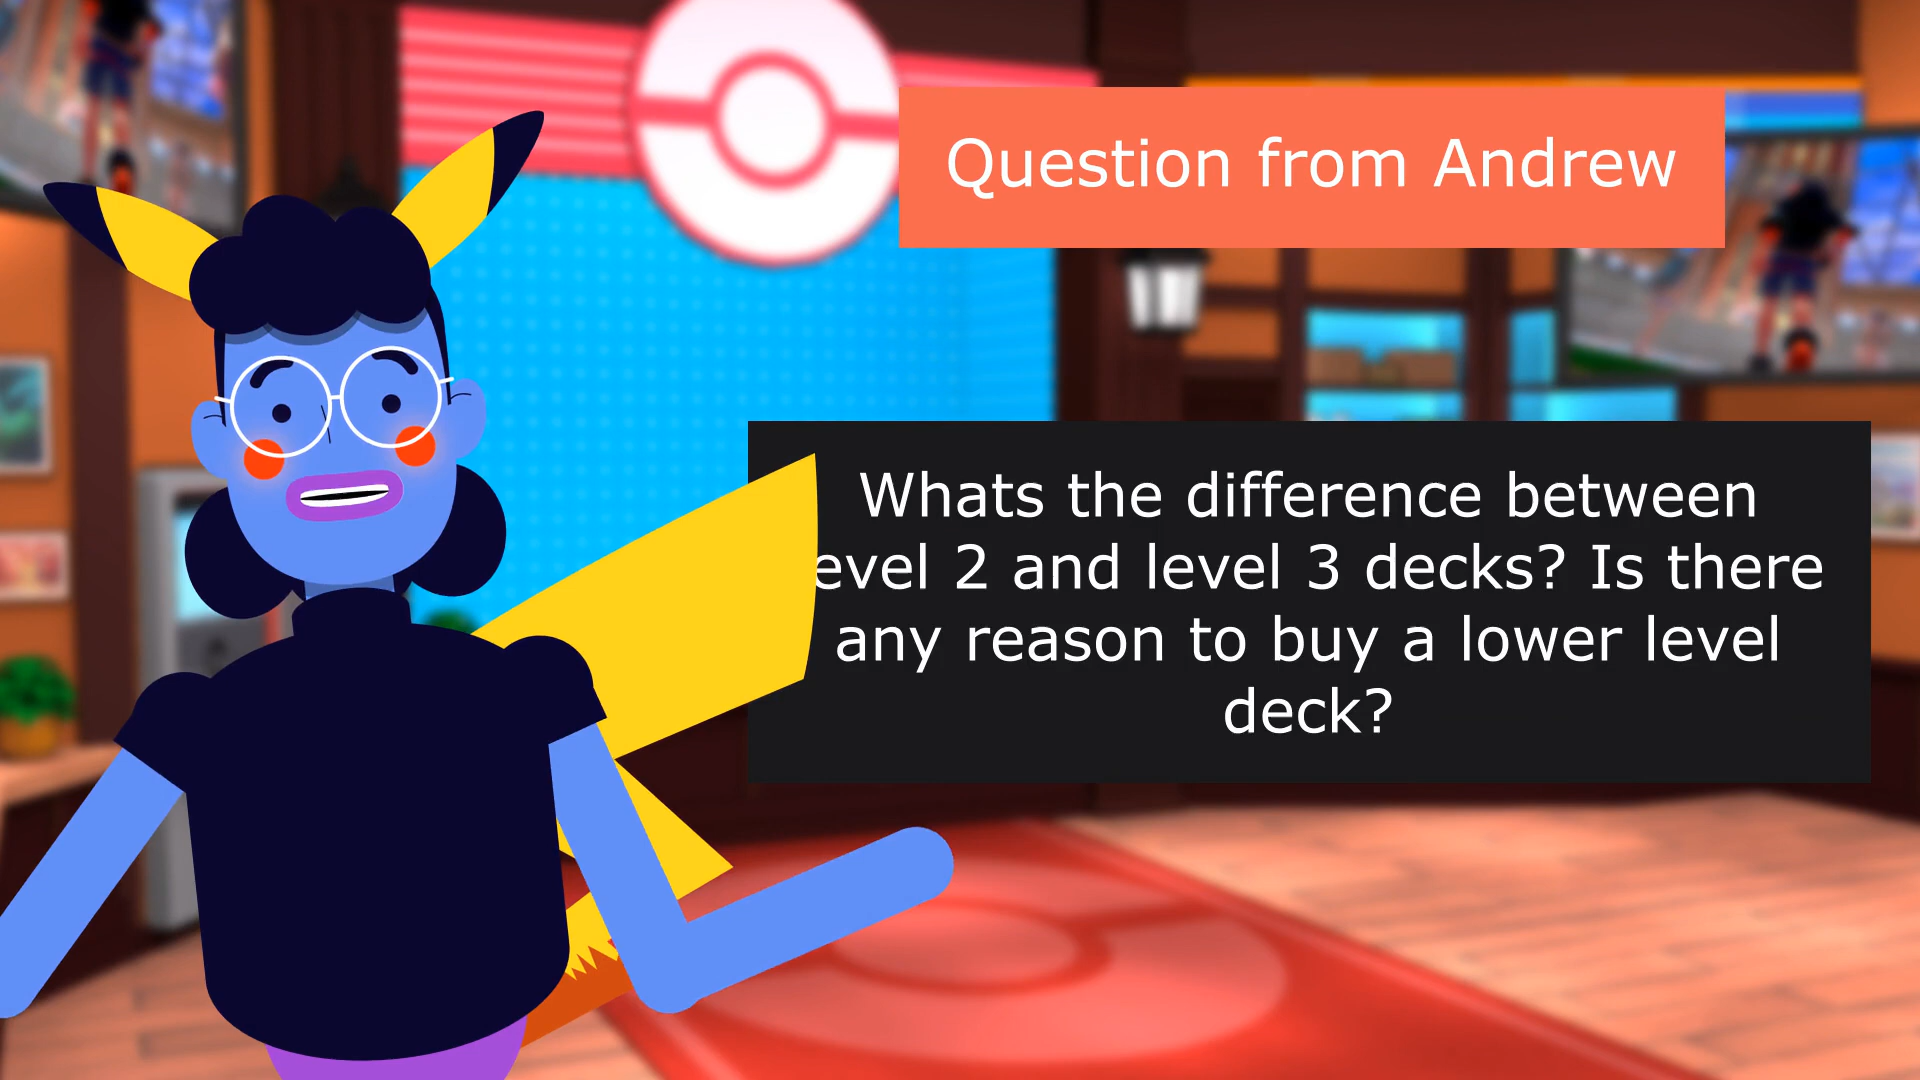 Question from Andrew
Whats the difference between
evel 2 and level 3 decks? Is there
any reason to buy a lower level
deck?